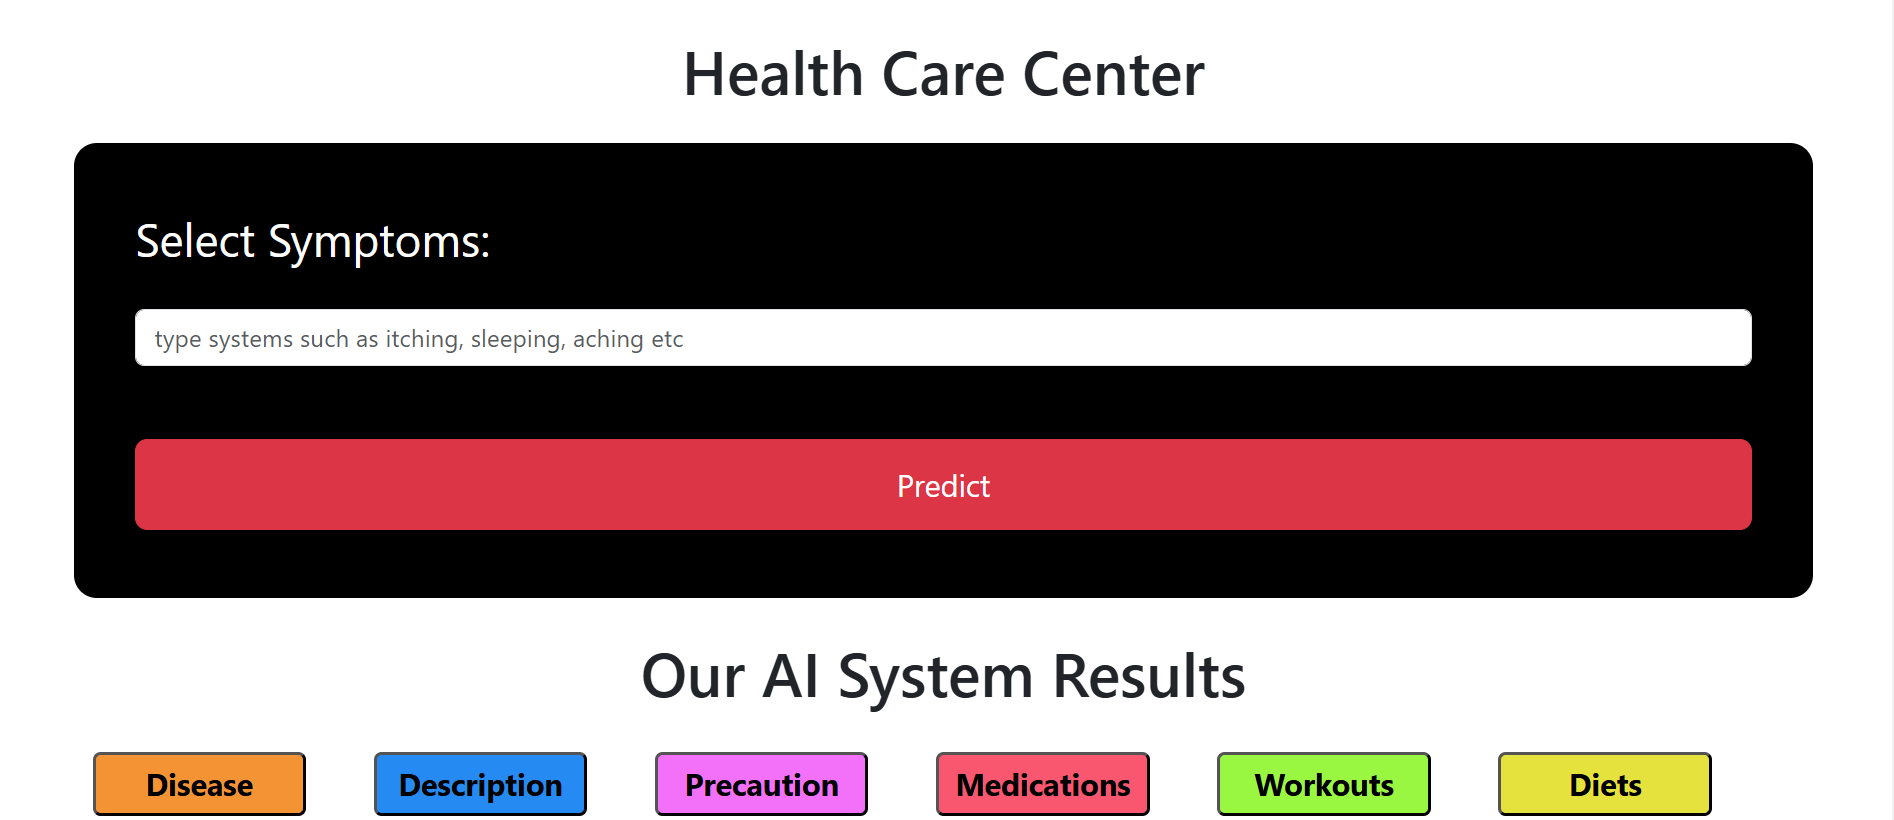 Health Care Center
Select Symptoms:
type systems such as itching, sleeping, aching etc
Predict
Our AI System Results
Disease Description Precaution Medications Workouts Diets